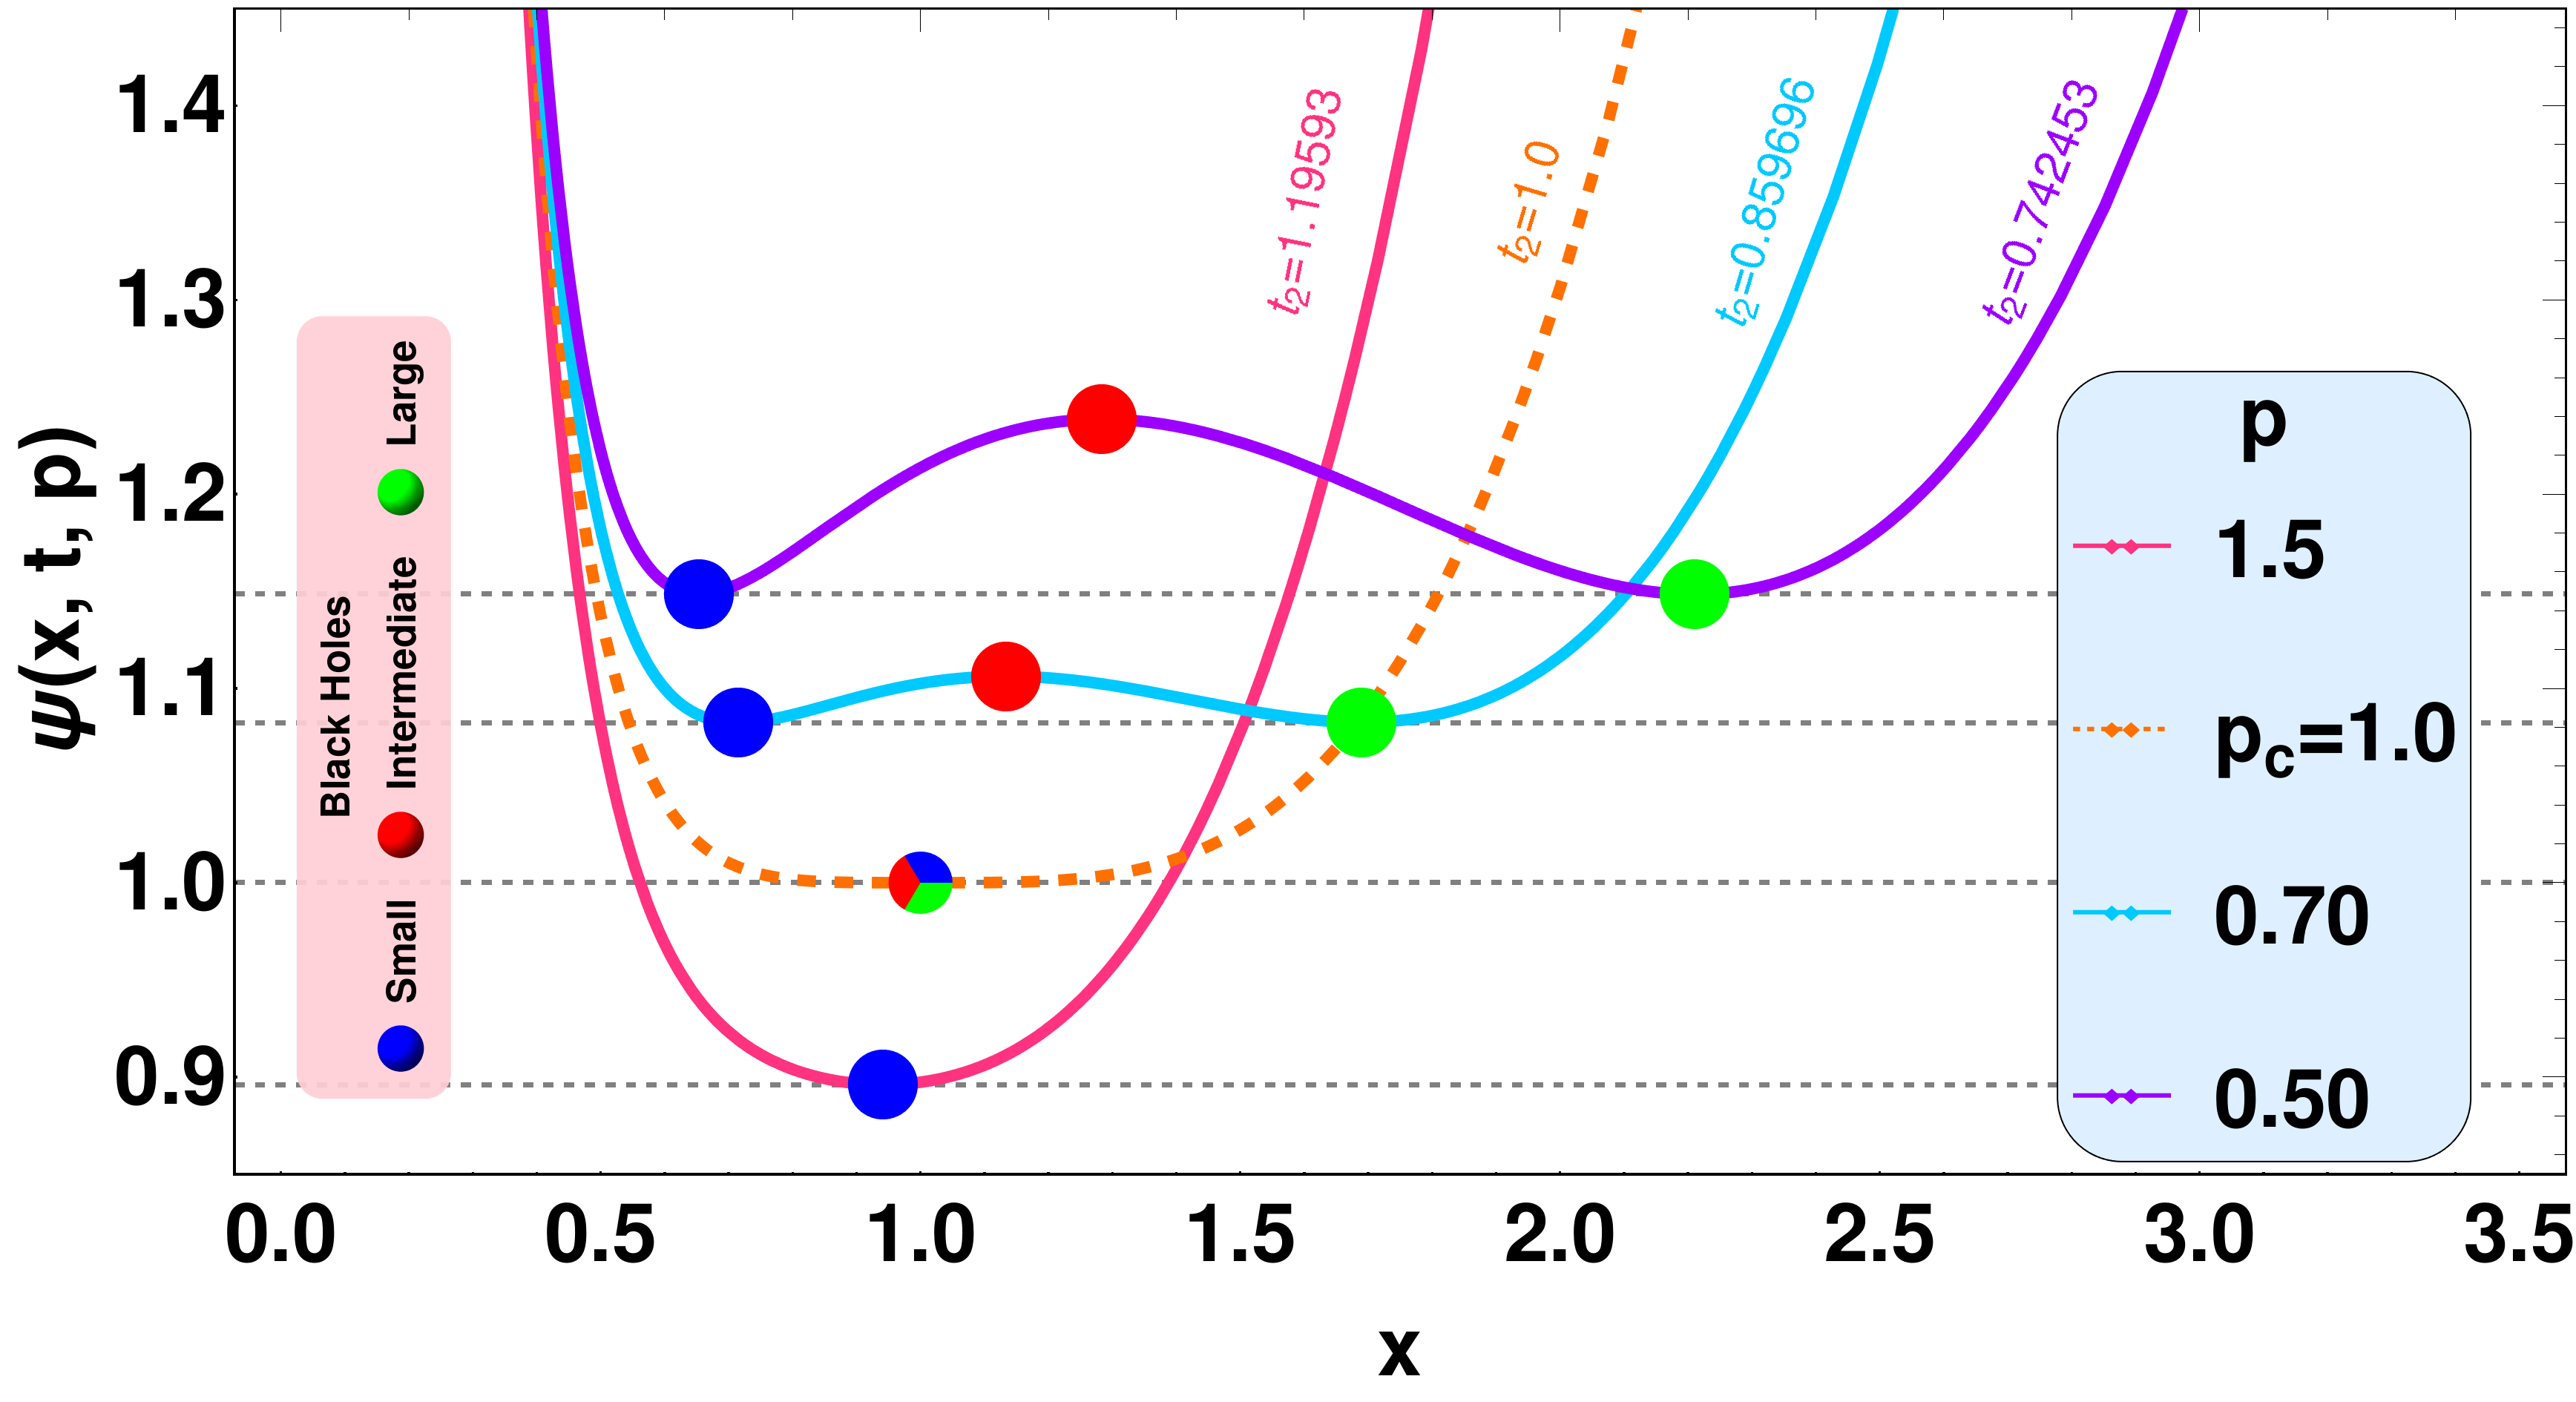 ψ(x, t, p)
1.4
1.3
1.2
1.1
1.0
0.9
Black Holes
Small Intermediate Large
t2=1.19593
t2=1.0
t2=0.859696
t2=0.742453
p
1.5
pc=1.0
0.70
0.50
0.0 0.5 1.0 1.5 2.0 2.5 3.0 3.5
x